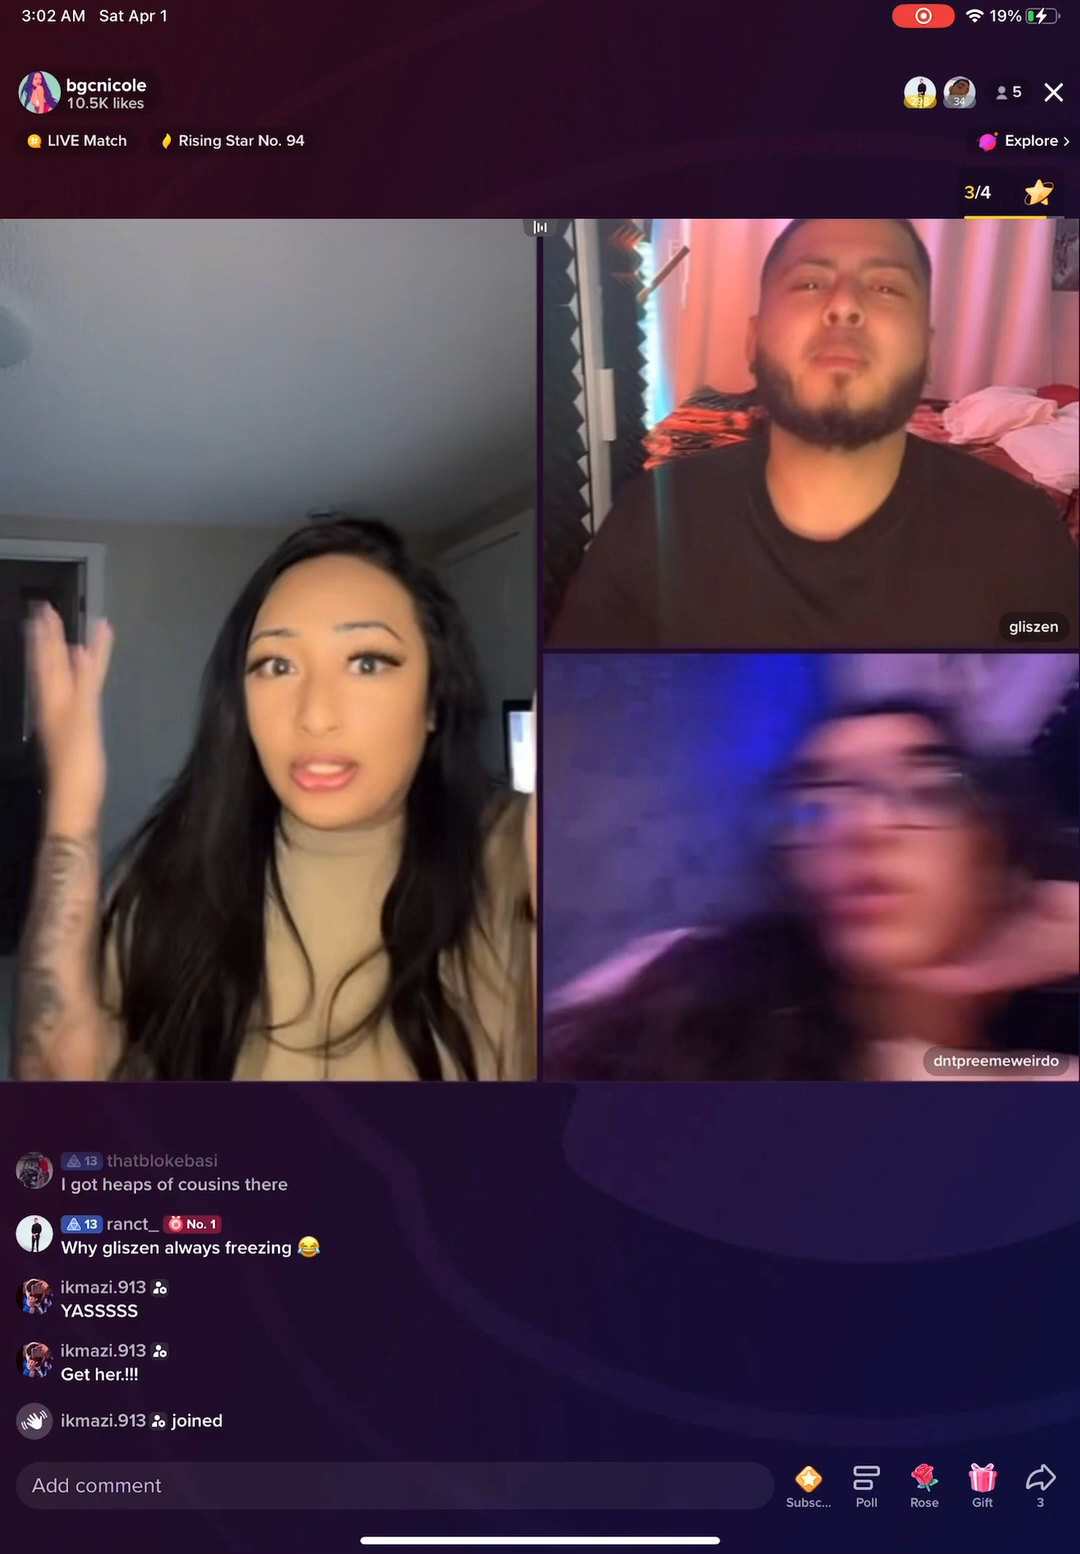 3:02 AM Sat Apr 1
19%
bgcnicole
10.5K likes
34
5
LIVE Match
Rising Star No. 94
Explore >
3/4
gliszen
dntpreemeweirdo
13 thatblokebasi
I got heaps of cousins there
13 ranct_ No. 1
Why gliszen always freezing 😂
ikmazi.913
YASSSSS
ikmazi.913
Get her.!!!
ikmazi.913 joined
Add comment
Subsc...
Poll
Rose
Gift
3